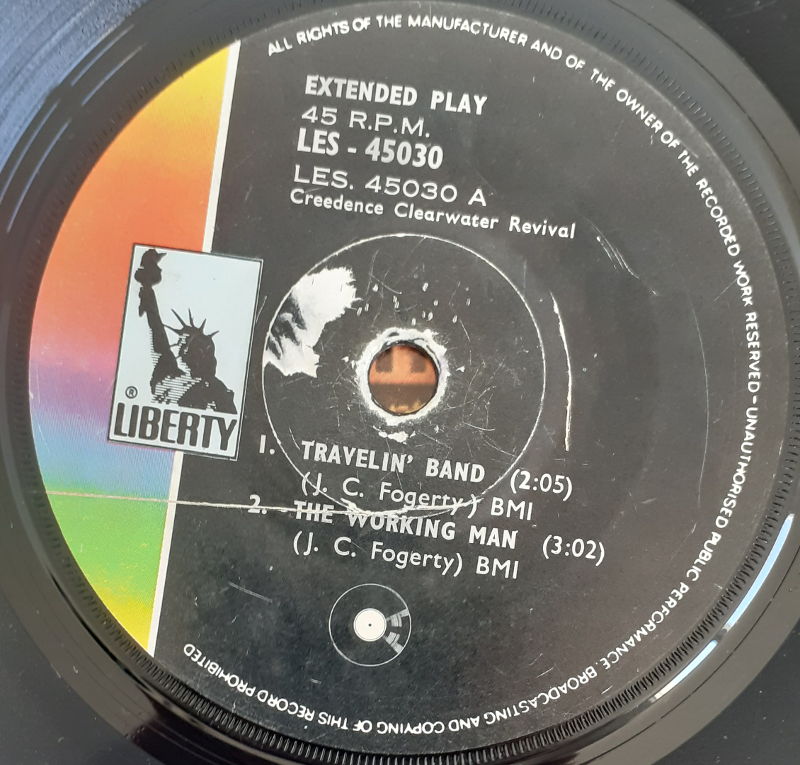 ALL RIGHTS OF THE MANUFACTURER AND OF THE OWNER OF THE RECORDED WORK RESERVED-UNAUTHORISED PUBLIC PERFORMANCE BROADCASTING AND COPYING OF THIS RECORD PROHIBITED
EXTENDED PLAY
45 R.P.M.
LES - 45030
LES. 45030 A
Creedence Clearwater Revival
®
LIBERTY
1. TRAVELIN' BAND (2:05)
(J. C. Fogerty) BMI
2. THE WORKING MAN (3:02)
(J. C. Fogerty) BMI